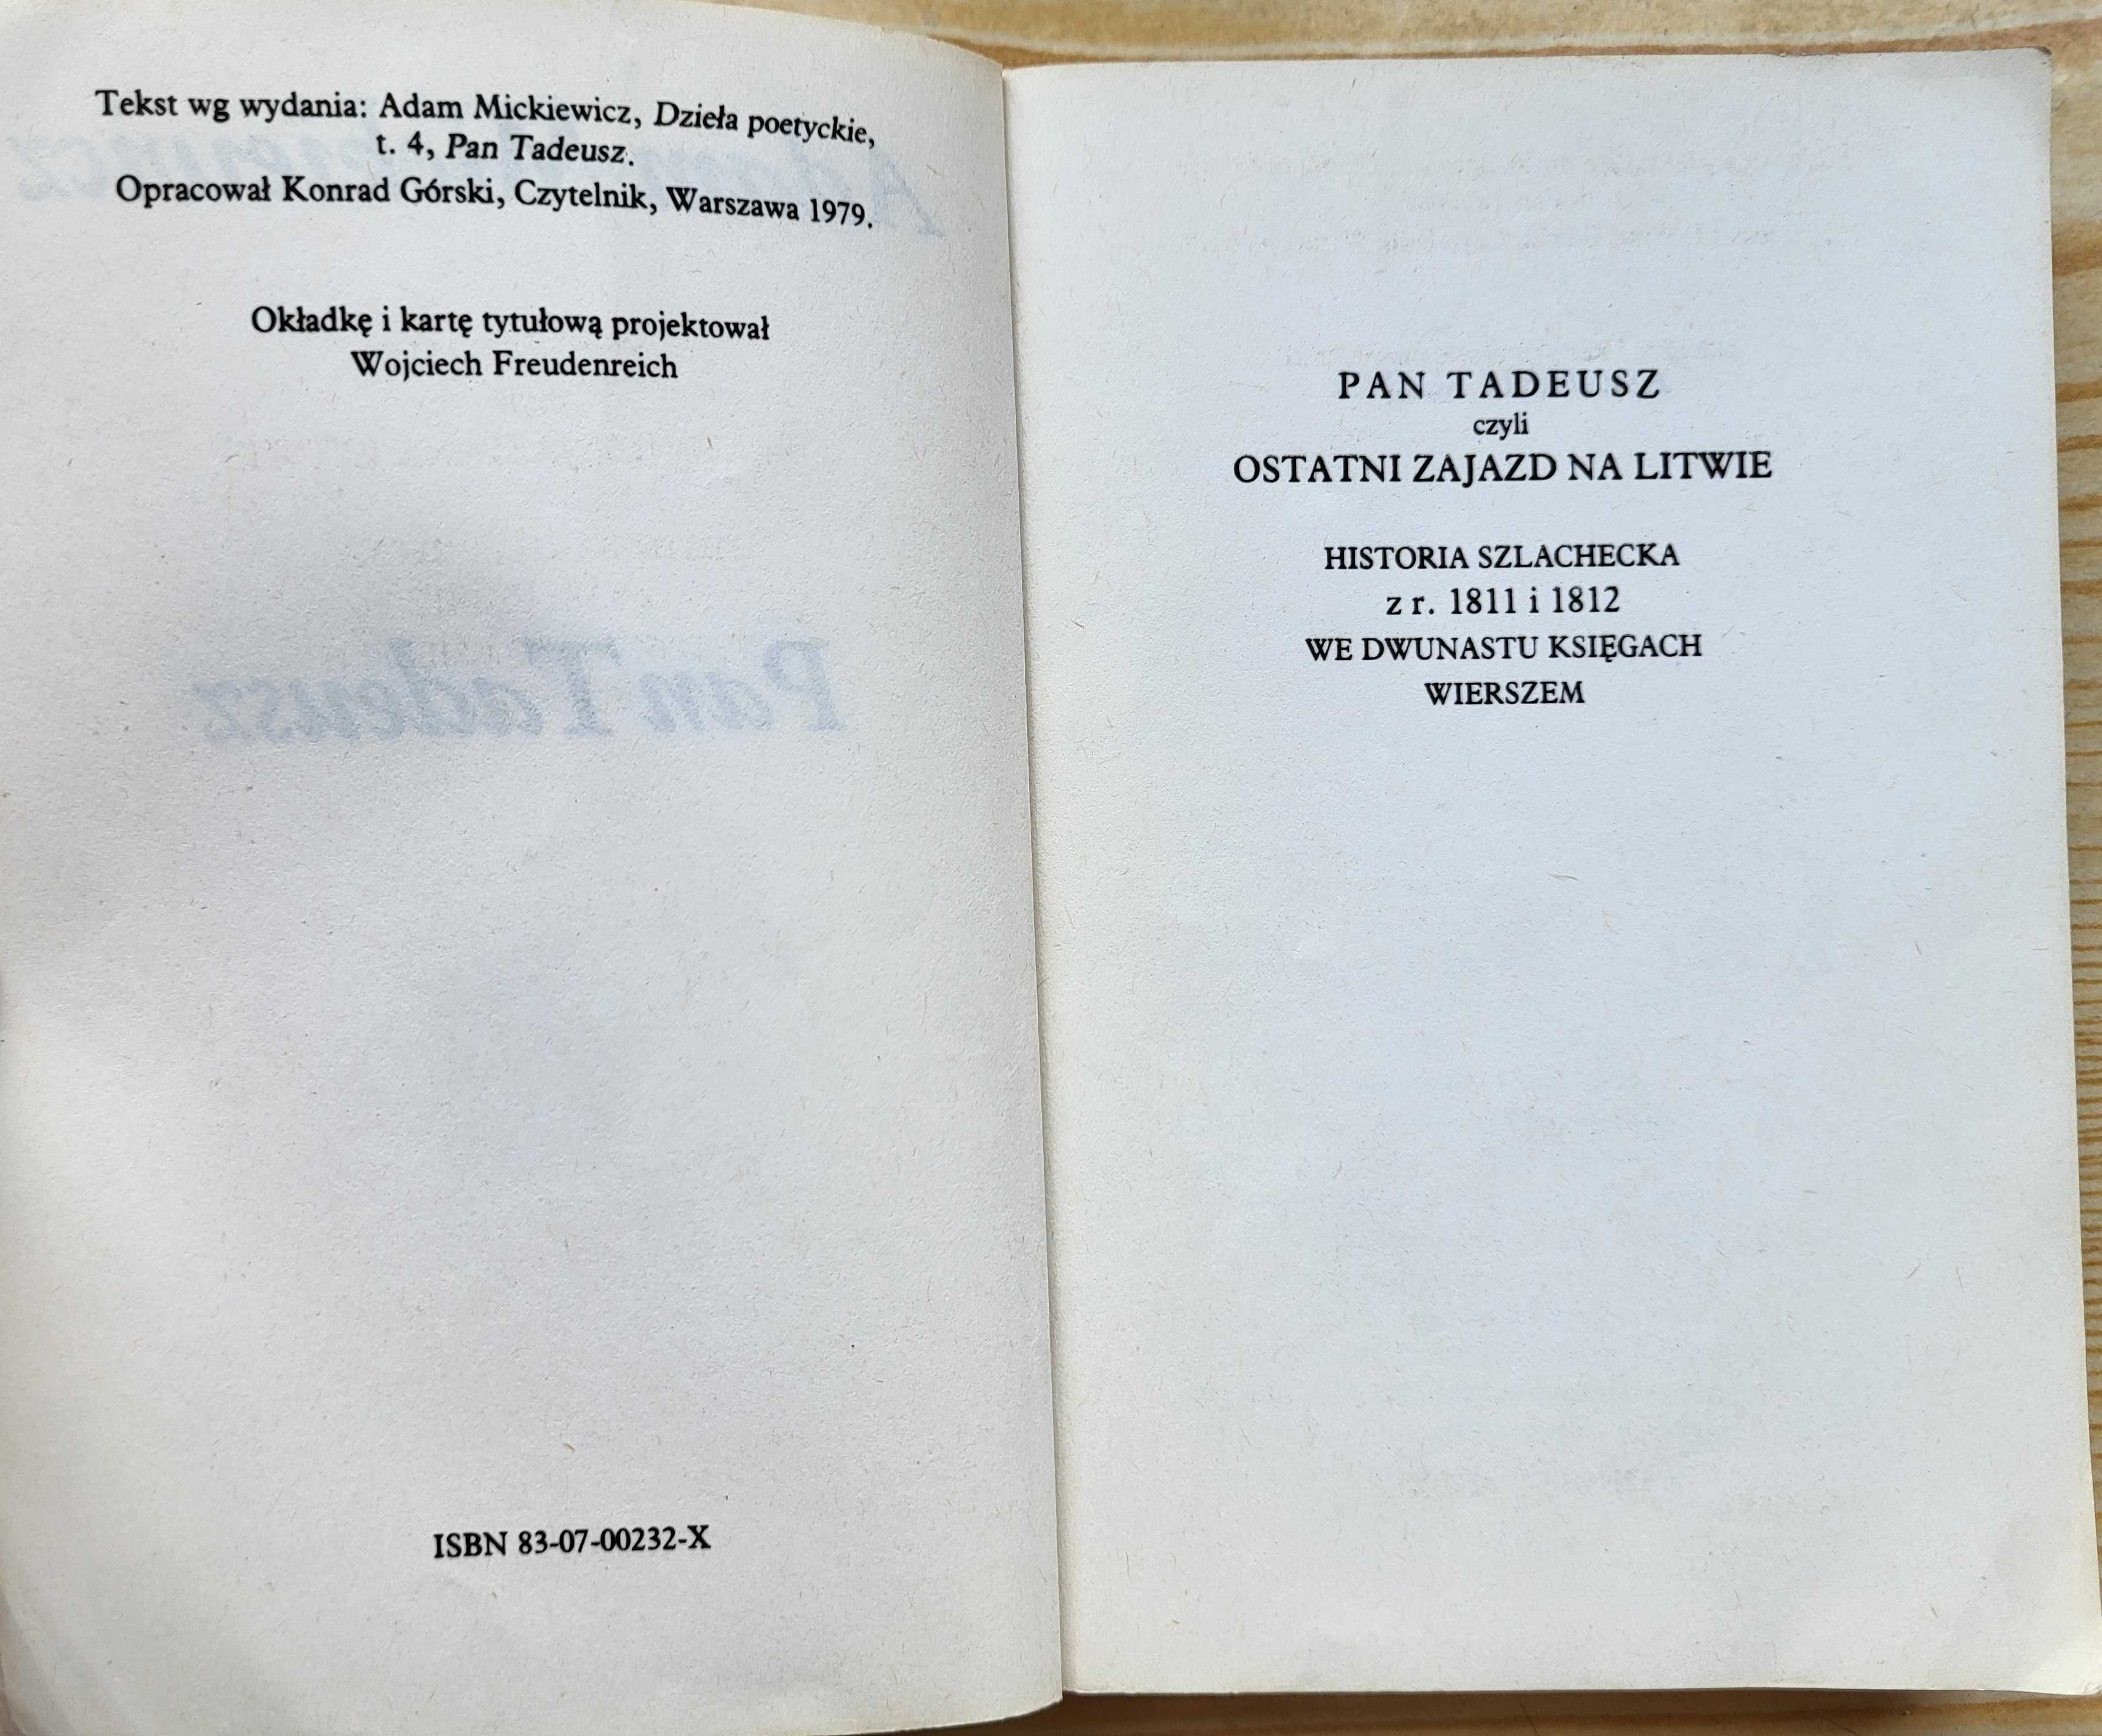 Tekst wg wydania: Adam Mickiewicz, Dzieła poetyckie,
t. 4, Pan Tadeusz.
Opracował Konrad Górski, Czytelnik, Warszawa 1979.
Okładkę i kartę tytułową projektował
Wojciech Freudenreich
Pan Tadeusz
ISBN 83-07-00232-X
PAN TADEUSZ
czyli
OSTATNI ZAJAZD NA LITWIE
HISTORIA SZLACHECKA
z r. 1811 i 1812
WE DWUNASTU KSIĘGACH
WIERSZEM